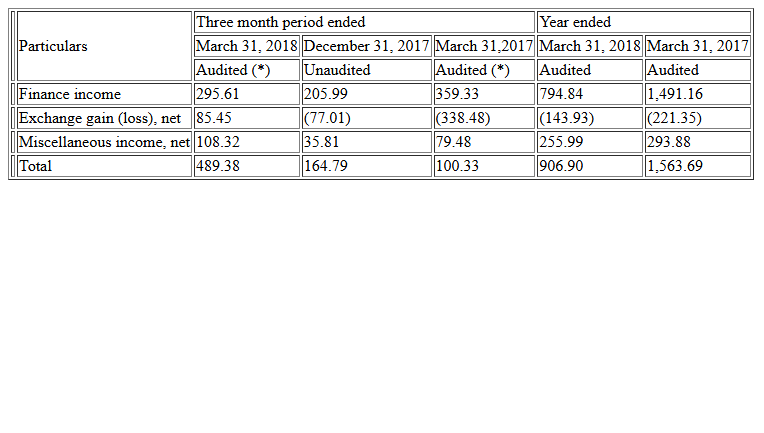 Particulars Three month period ended Year ended
March 31, 2018 December 31, 2017 March 31,2017 March 31, 2018 March 31, 2017
Audited (*) Unaudited Audited (*) Audited Audited
Finance income 295.61 205.99 359.33 794.84 1,491.16
Exchange gain (loss), net 85.45 (77.01) (338.48) (143.93) (221.35)
Miscellaneous income, net 108.32 35.81 79.48 255.99 293.88
Total 489.38 164.79 100.33 906.90 1,563.69